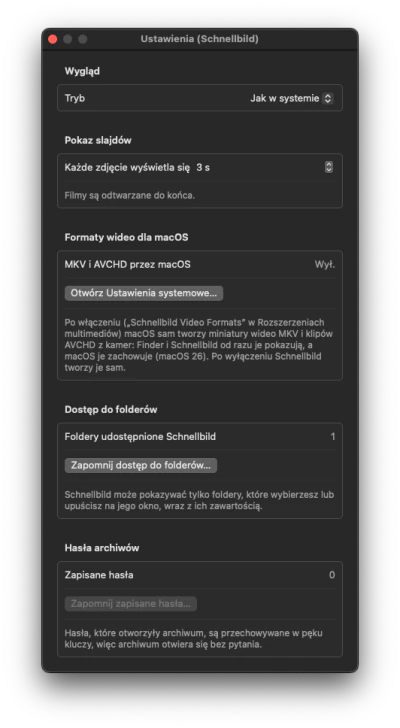 Ustawienia (Schnellbild)
Wygląd
Tryb Jak w systemie
Pokaz slajdów
Każde zdjęcie wyświetla się 3 s
Filmy są odtwarzane do końca.
Formaty wideo dla macOS
MKV i AVCHD przez macOS Wył.
Otwórz Ustawienia systemowe...
Po włączeniu („Schnellbild Video Formats” w Rozszerzeniach
multimediów) macOS sam tworzy miniatury wideo MKV i klipów
AVCHD z kamer: Finder i Schnellbild od razu je pokazują, a
macOS je zachowuje (macOS 26). Po wyłączeniu Schnellbild
tworzy je sam.
Dostęp do folderów
Foldery udostępnione Schnellbild 1
Zapomnij dostęp do folderów...
Schnellbild może pokazywać tylko foldery, które wybierzesz lub
upuścisz na jego okno, wraz z ich zawartością.
Hasła archiwów
Zapisane hasła 0
Zapomnij zapisane hasła...
Hasła, które otworzyły archiwum, są przechowywane w pęku
kluczy, więc archiwum otwiera się bez pytania.